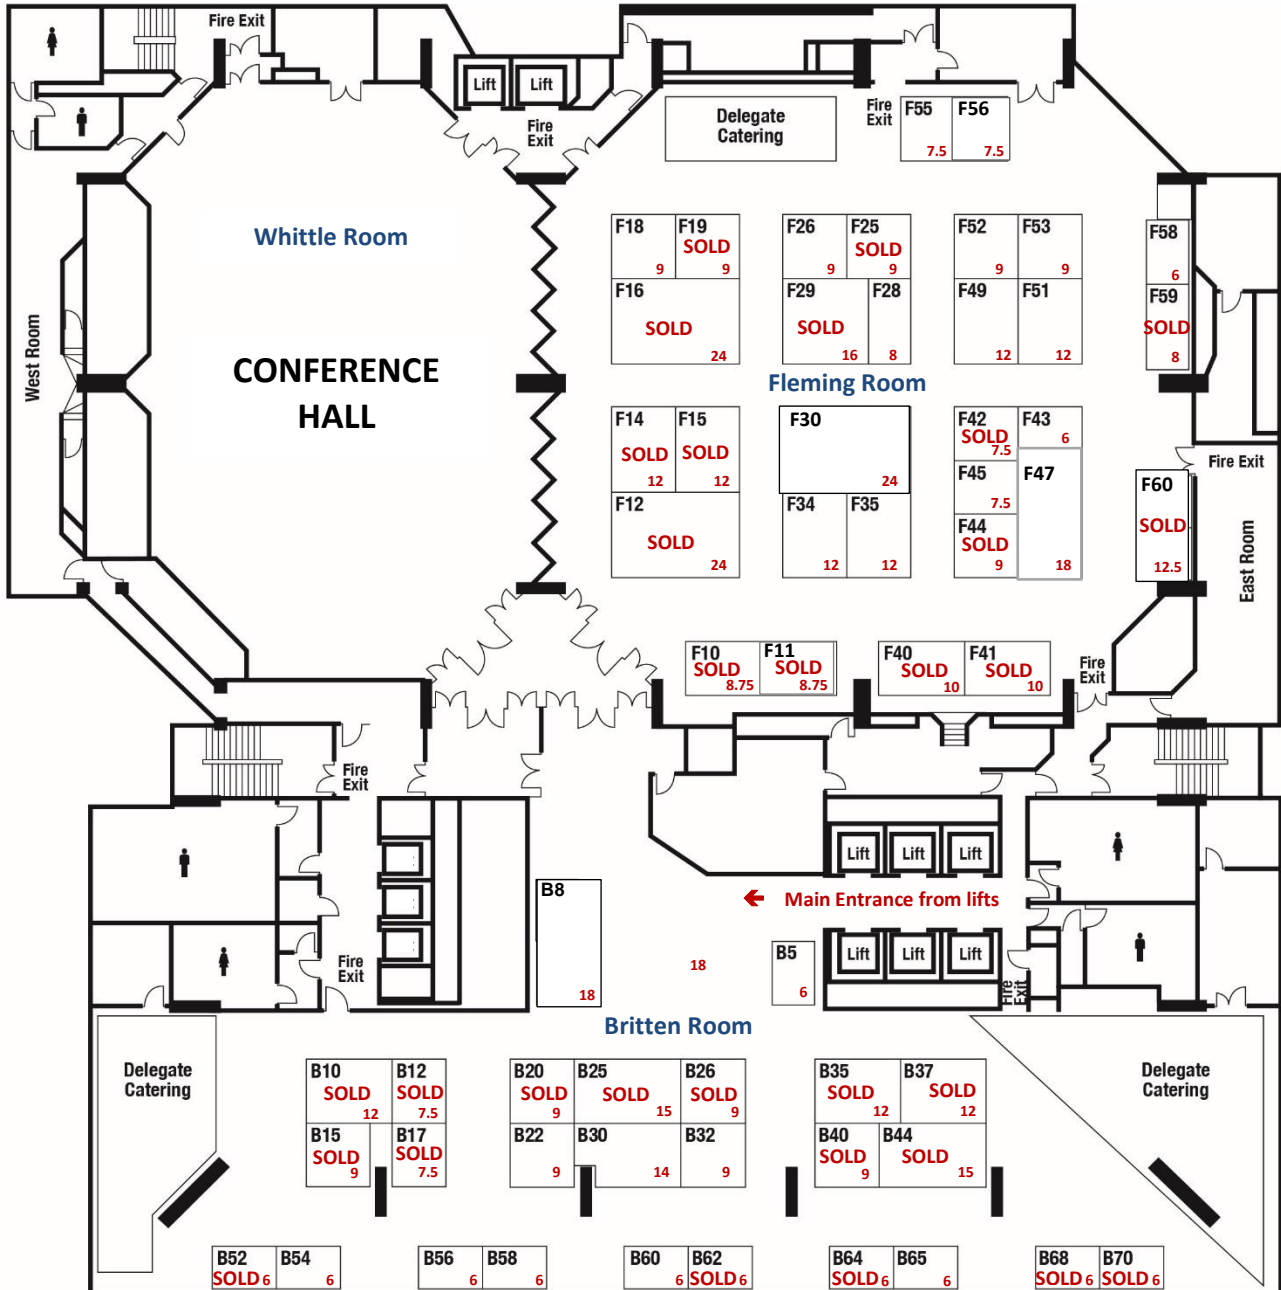 Fire Exit
Lift
Lift
Fire
Exit
Delegate
Catering
Fire
Exit
F55
7.5
F56
7.5
Whittle Room
CONFERENCE
HALL
West Room
F18
9
F19
SOLD
9
F16
SOLD
24
F26
9
F25
SOLD
9
F29
SOLD
16
F28
8
F52
9
F53
9
F49
12
F51
12
F58
6
F59
SOLD
8
Fleming Room
F14
SOLD
12
F15
SOLD
12
F12
SOLD
24
F30
24
F34
12
F35
12
F42
SOLD
7.5
F43
6
F45
7.5
F47
18
F44
SOLD
9
Fire Exit
F60
SOLD
12.5
East Room
F10
SOLD
8.75
F11
SOLD
8.75
F40
SOLD
10
F41
SOLD
10
Fire
Exit
Fire
Exit
Lift
Lift
Lift
B8
18
← Main Entrance from lifts
18
B5
6
Lift
Lift
Lift
Fire
Exit
Fire
Exit
Britten Room
Delegate
Catering
B10
SOLD
12
B12
SOLD
7.5
B15
SOLD
9
B17
SOLD
7.5
B20
SOLD
9
B25
SOLD
15
B26
SOLD
9
B22
9
B30
14
B32
9
B35
SOLD
12
B37
SOLD
12
B40
SOLD
9
B44
SOLD
15
Delegate
Catering
B52
SOLD 6
B54
6
B56
6
B58
6
B60
6
B62
SOLD 6
B64
SOLD 6
B65
6
B68
SOLD 6
B70
SOLD 6